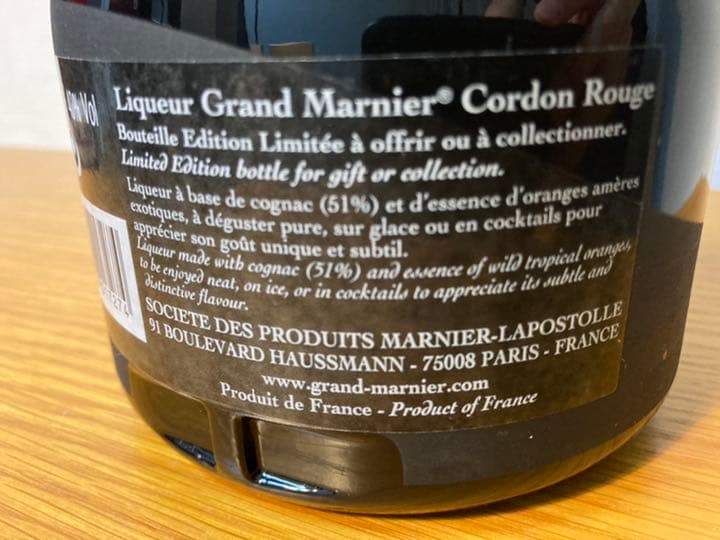 Liqueur Grand Marnier® Cordon Rouge
Bouteille Edition Limitée à offrir ou à collectionner.
Limited Edition bottle for gift or collection.
Liqueur à base de cognac (51%) et d'essence d'oranges amères
exotiques, à déguster pure, sur glace ou en cocktails pour
apprécier son goût unique et subtil.
Liqueur made with cognac (51%) and essence of wild tropical oranges,
to be enjoyed neat, on ice, or in cocktails to appreciate its subtle and
distinctive flavour.
SOCIETE DES PRODUITS MARNIER-LAPOSTOLLE
91 BOULEVARD HAUSSMANN - 75008 PARIS - FRANCE
www.grand-marnier.com
Produit de France - Product of France
Vol